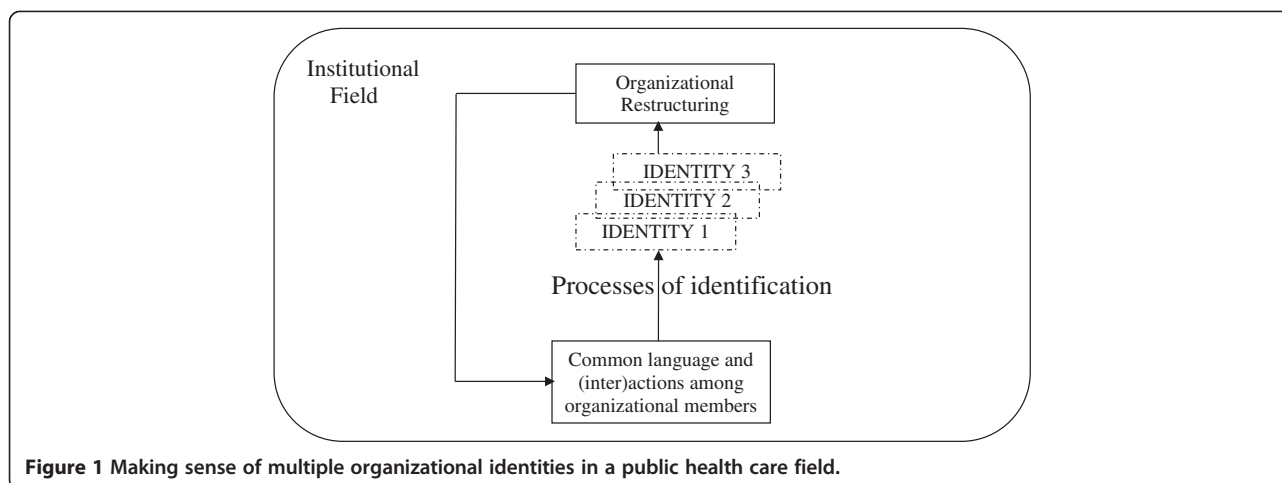 Institutional
Field
Organizational
Restructuring
IDENTITY 3
IDENTITY 2
IDENTITY 1
Processes of identification
Common language and
(inter)actions among
organizational members
Figure 1 Making sense of multiple organizational identities in a public health care field.